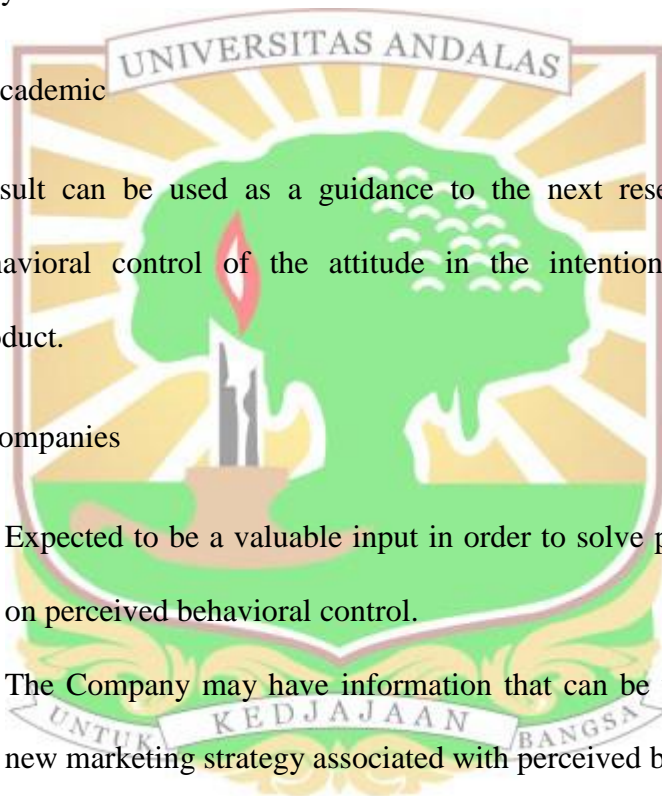 UNIVERSITAS ANDALAS
cademic
sult can be used as a guidance to the next rese
navioral control of the attitude in the intention
oduct.
ompanies
Expected to be a valuable input in order to solve p
on perceived behavioral control.
The Company may have information that can be
UNTUK KEDJAJAAN BANGSA
new marketing strategy associated with perceived b